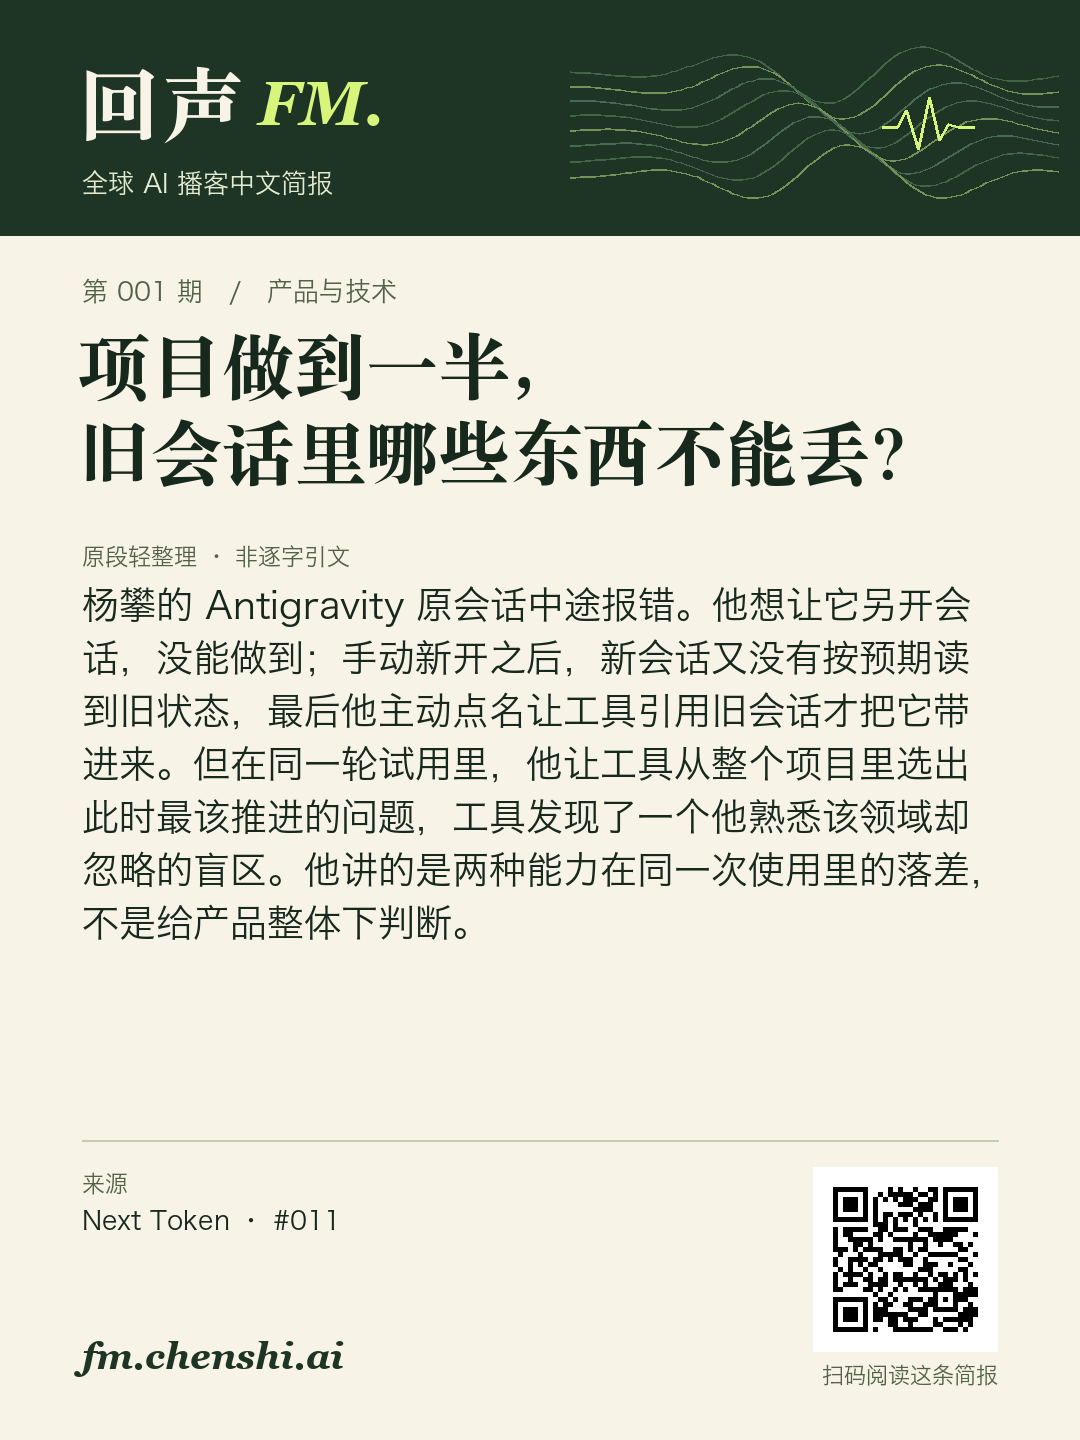 回声 FM.
全球 AI 播客中文简报
第 001 期 / 产品与技术
项目做到一半，
旧会话里哪些东西不能丢？
原段轻整理 · 非逐字引文
杨攀的 Antigravity 原会话中途报错。他想让它另开会
话，没能做到；手动新开之后，新会话又没有按预期读
到旧状态，最后他主动点名让工具引用旧会话才把它带
进来。但在同一轮试用里，他让工具从整个项目里选出
此时最该推进的问题，工具发现了一个他熟悉该领域却
忽略的盲区。他讲的是两种能力在同一次使用里的落差，
不是给产品整体下判断。
来源
Next Token · #011
fm.chenshi.ai
扫码阅读这条简报